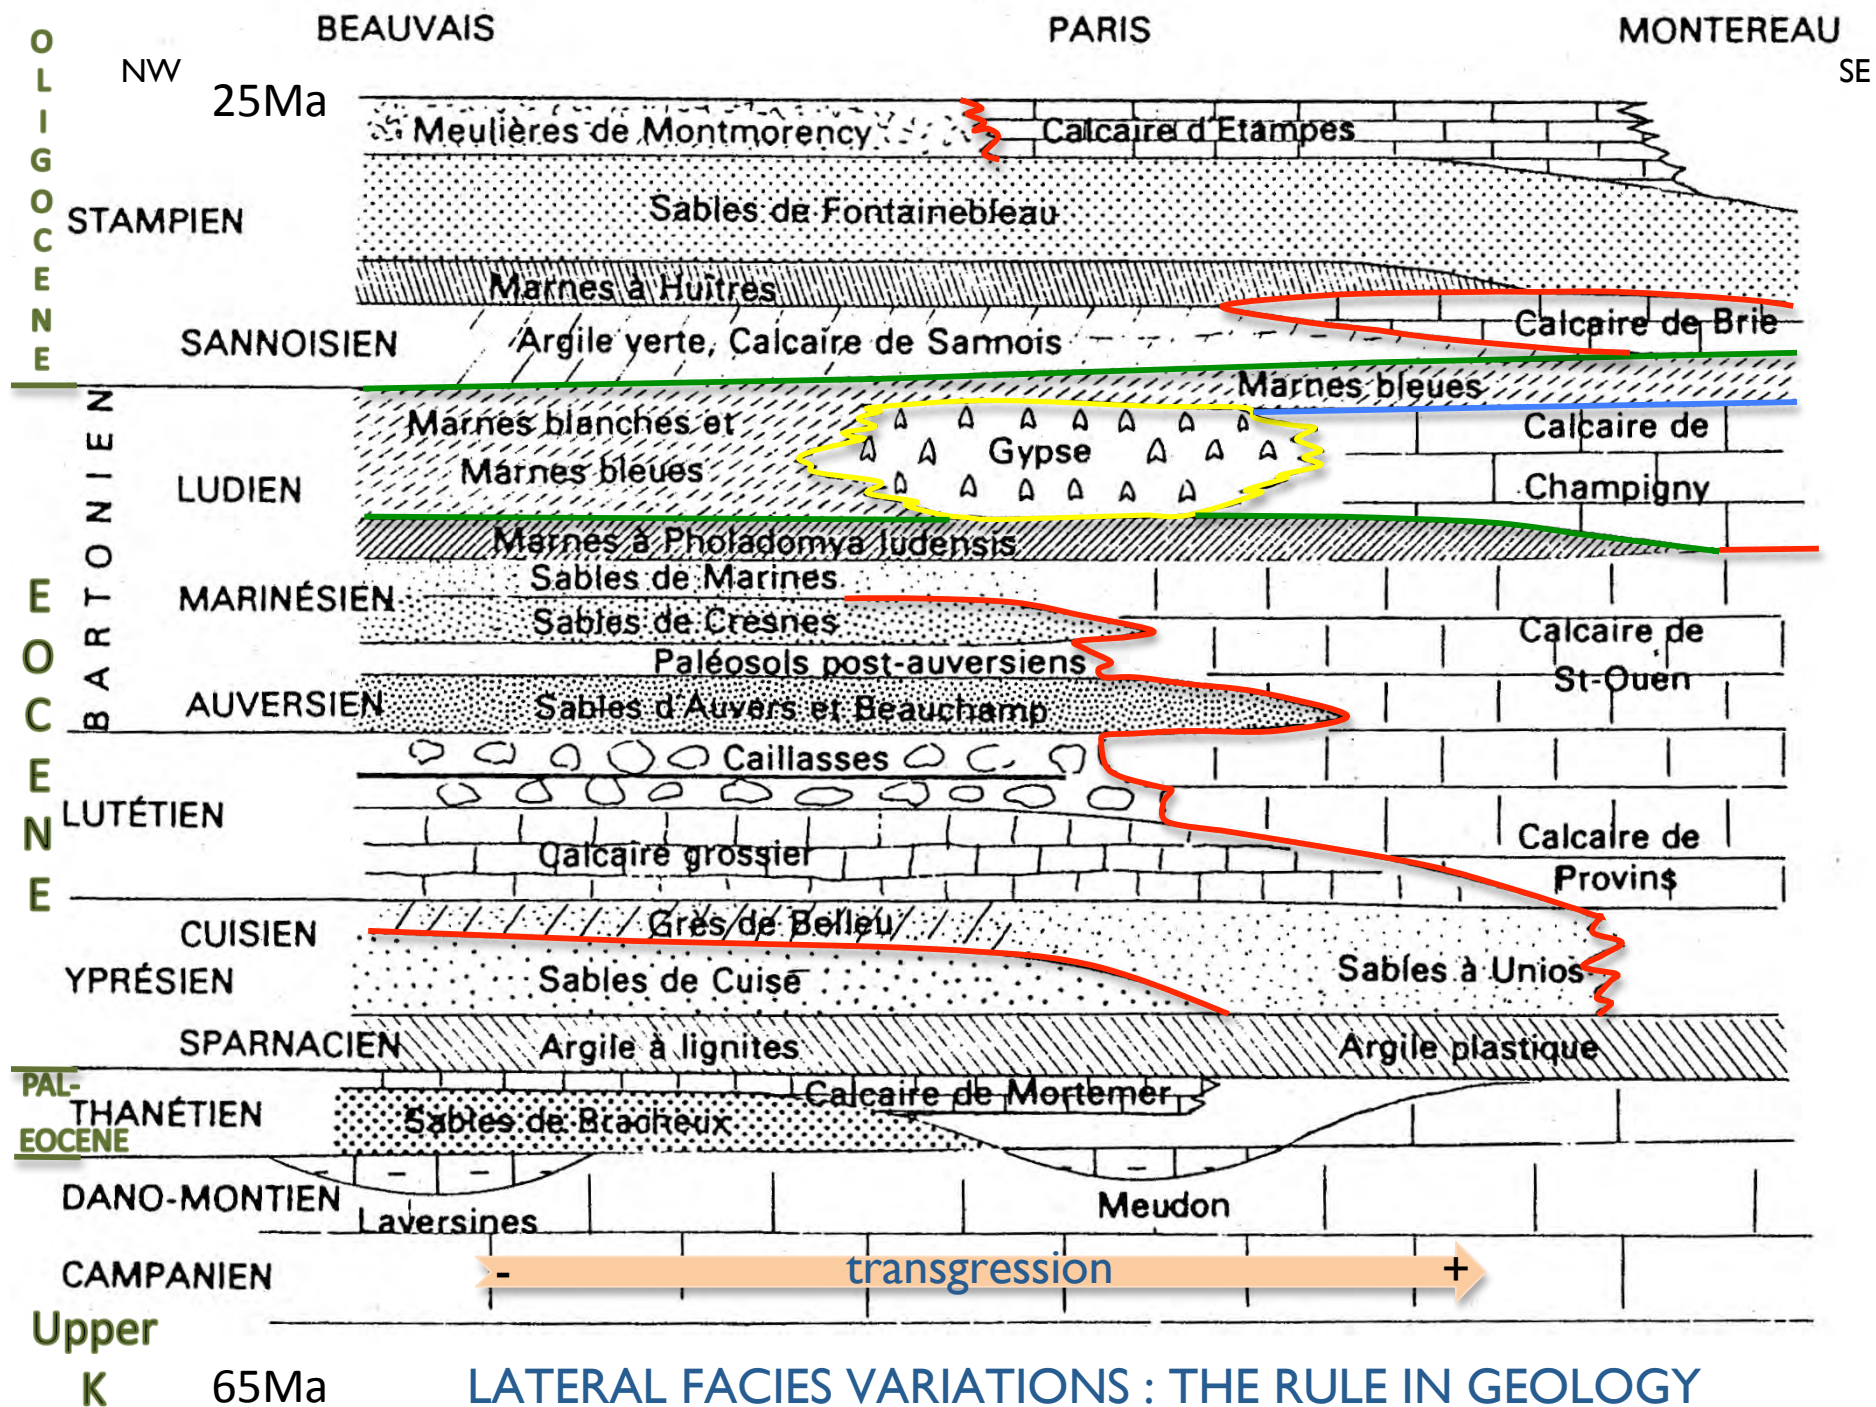 BEAUVAIS PARIS MONTEREAU
NW SE
25Ma
OLIGOCENE
Meulières de Montmorency Calcaire d'Etampes
Sables de Fontainebleau
STAMPIEN
Marnes à Huîtres
Calcaire de Brie
SANNOISIEN Argile verte, Calcaire de Sannois
Marnes bleues
BARTONIEN
EOCENE
Marnes blanches et
Marnes bleues
Gypse
Calcaire de
Champigny
LUDIEN
Marnes à Pholadomya ludensis
Sables de Marines
MARINÉSIEN
Sables de Cresnes
Calcaire de
St-Ouen
Paléosols post-auversiens
AUVERSIEN Sables d'Auvers et Beauchamp
Caillasses
LUTÉTIEN
Calcaire grossier
Calcaire de
Provins
CUISIEN Grès de Belleu
YPRÉSIEN Sables de Cuise Sables à Unios
SPARNACIEN Argile à lignites Argile plastique
PAL-
EOCENE
THANÉTIEN
Calcaire de Mortemer
Sables de Bracheux
DANO-MONTIEN
Laversines
Meudon
CAMPANIEN
- transgression +
Upper
K
65Ma LATERAL FACIES VARIATIONS : THE RULE IN GEOLOGY